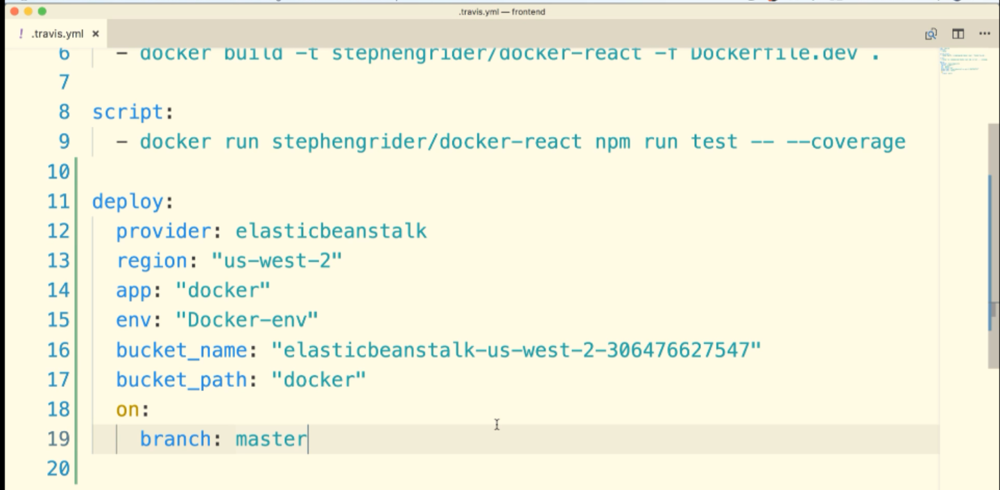 .travis.yml — frontend
! .travis.yml ×
6 - docker build -t stephengrider/docker-react -f Dockerfile.dev .
7
8 script:
9 - docker run stephengrider/docker-react npm run test -- --coverage
10
11 deploy:
12 provider: elasticbeanstalk
13 region: "us-west-2"
14 app: "docker"
15 env: "Docker-env"
16 bucket_name: "elasticbeanstalk-us-west-2-306476627547"
17 bucket_path: "docker"
18 on:
19 branch: master
20